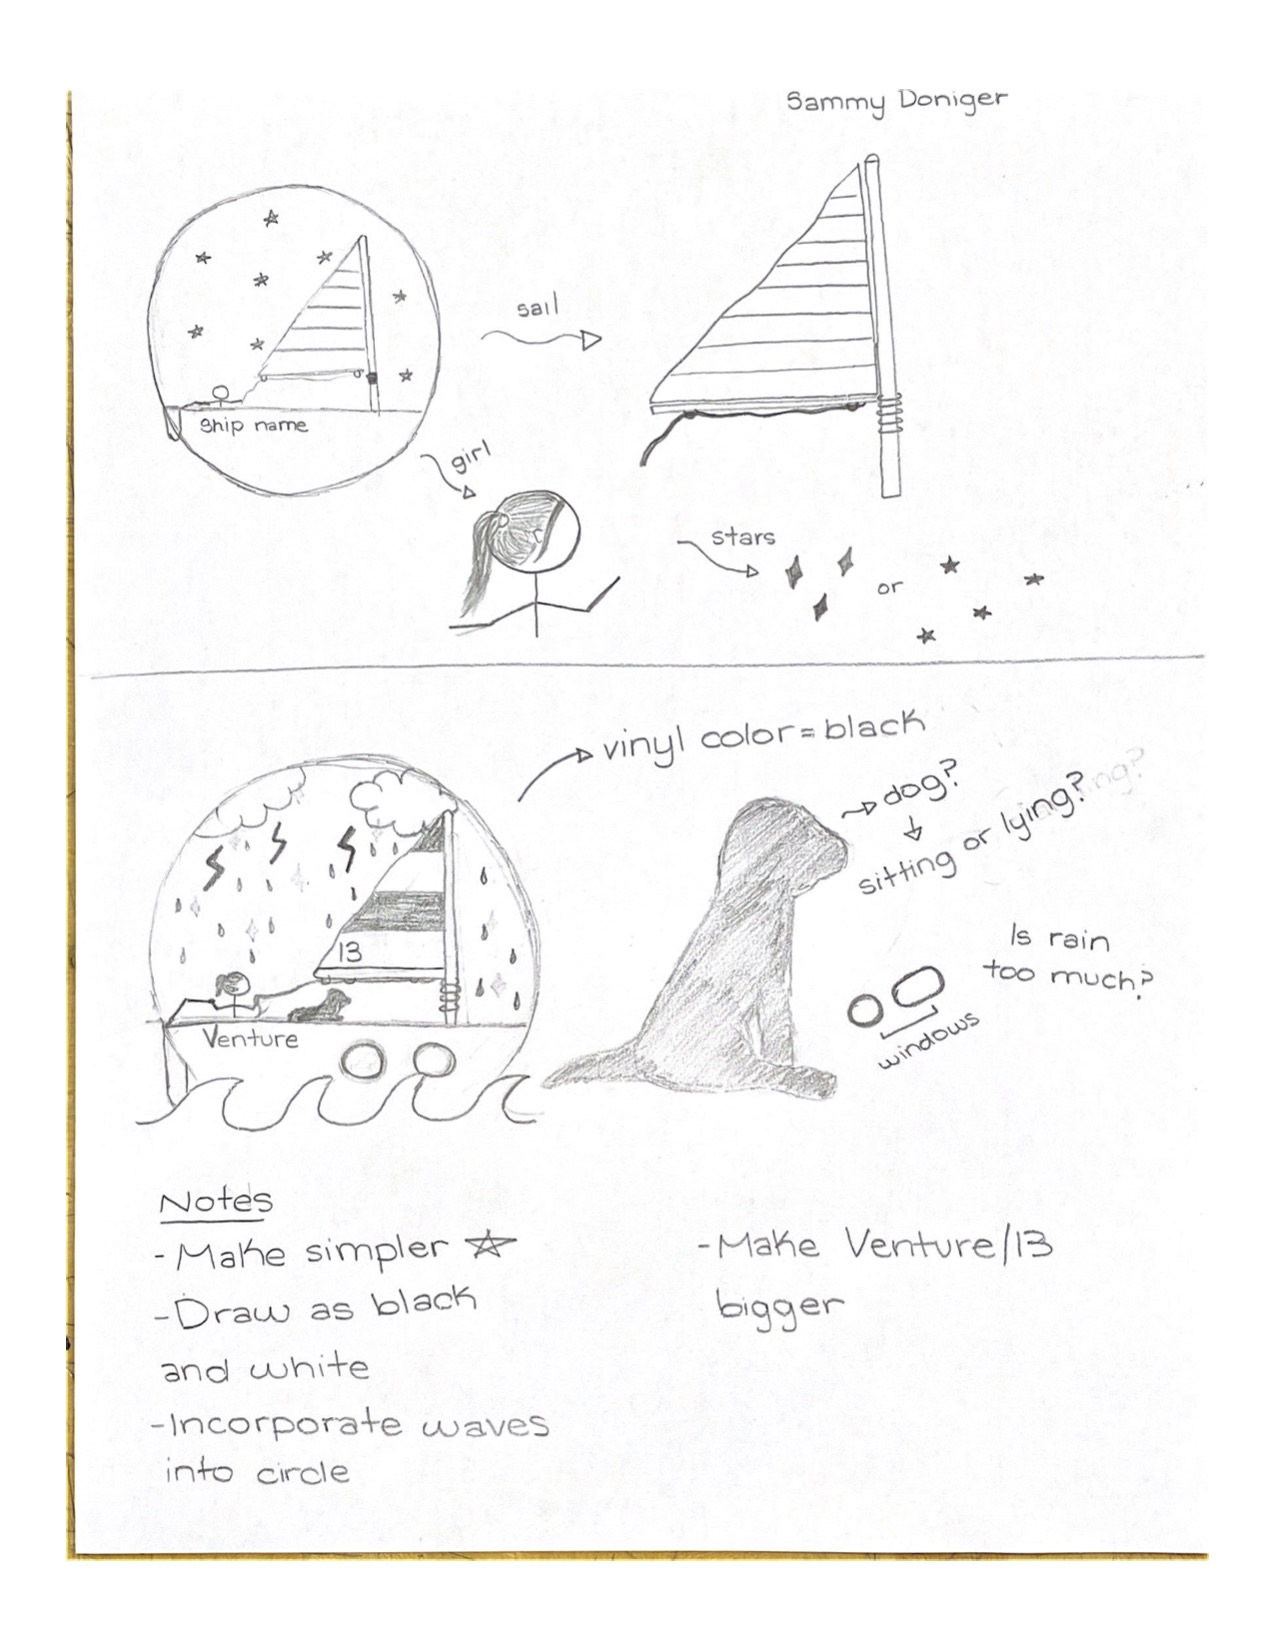 Sammy Doniger
sail
Ship name
girl
stars
or
vinyl color = black
dog?
sitting or lying?
13
Is rain
too much?
windows
Venture
Notes
- Make simpler
- Draw as black
and white
- Incorporate waves
into circle
- Make Venture/13
bigger